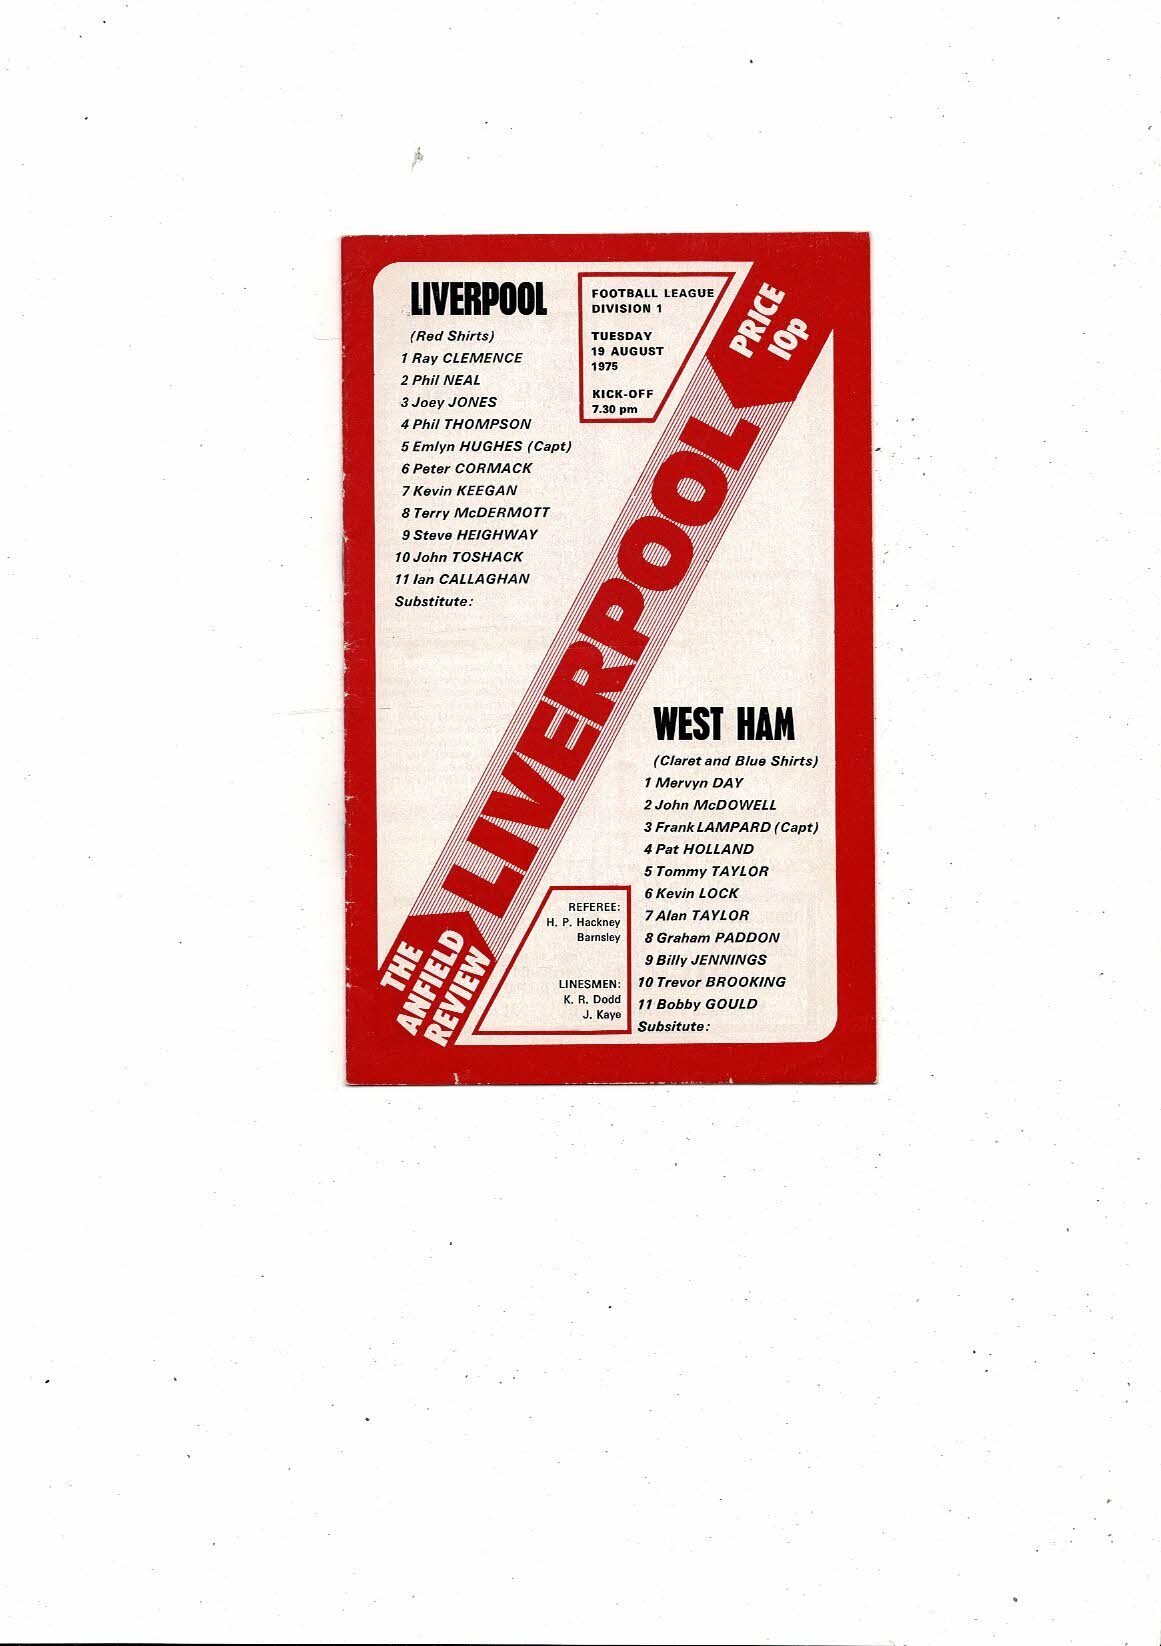 LIVERPOOL
(Red Shirts)
1 Ray CLEMENCE
2 Phil NEAL
3 Joey JONES
4 Phil THOMPSON
5 Emlyn HUGHES (Capt)
6 Peter CORMACK
7 Kevin KEEGAN
8 Terry McDERMOTT
9 Steve HEIGHWAY
10 John TOSHACK
11 Ian CALLAGHAN
Substitute:
FOOTBALL LEAGUE
DIVISION 1
TUESDAY
19 AUGUST
1975
KICK-OFF
7.30 pm
PRICE
10p
LIVERPOOL
THE
ANFIELD
REVIEW
WEST HAM
(Claret and Blue Shirts)
1 Mervyn DAY
2 John McDOWELL
3 Frank LAMPARD (Capt)
4 Pat HOLLAND
5 Tommy TAYLOR
6 Kevin LOCK
7 Alan TAYLOR
8 Graham PADDON
9 Billy JENNINGS
10 Trevor BROOKING
11 Bobby GOULD
Subsitute:
REFEREE:
H. P. Hackney
Barnsley
LINESMEN:
K. R. Dodd
J. Kaye